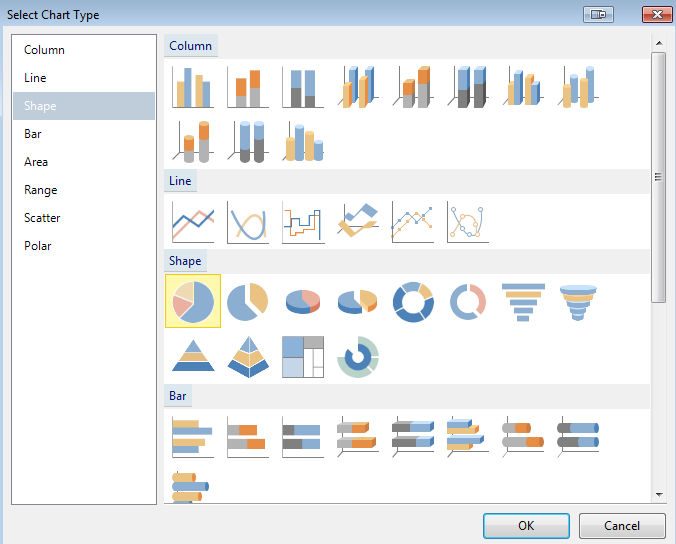 Select Chart Type
Column
Line
Shape
Bar
Area
Range
Scatter
Polar
Column
Line
Shape
Bar
OK
Cancel